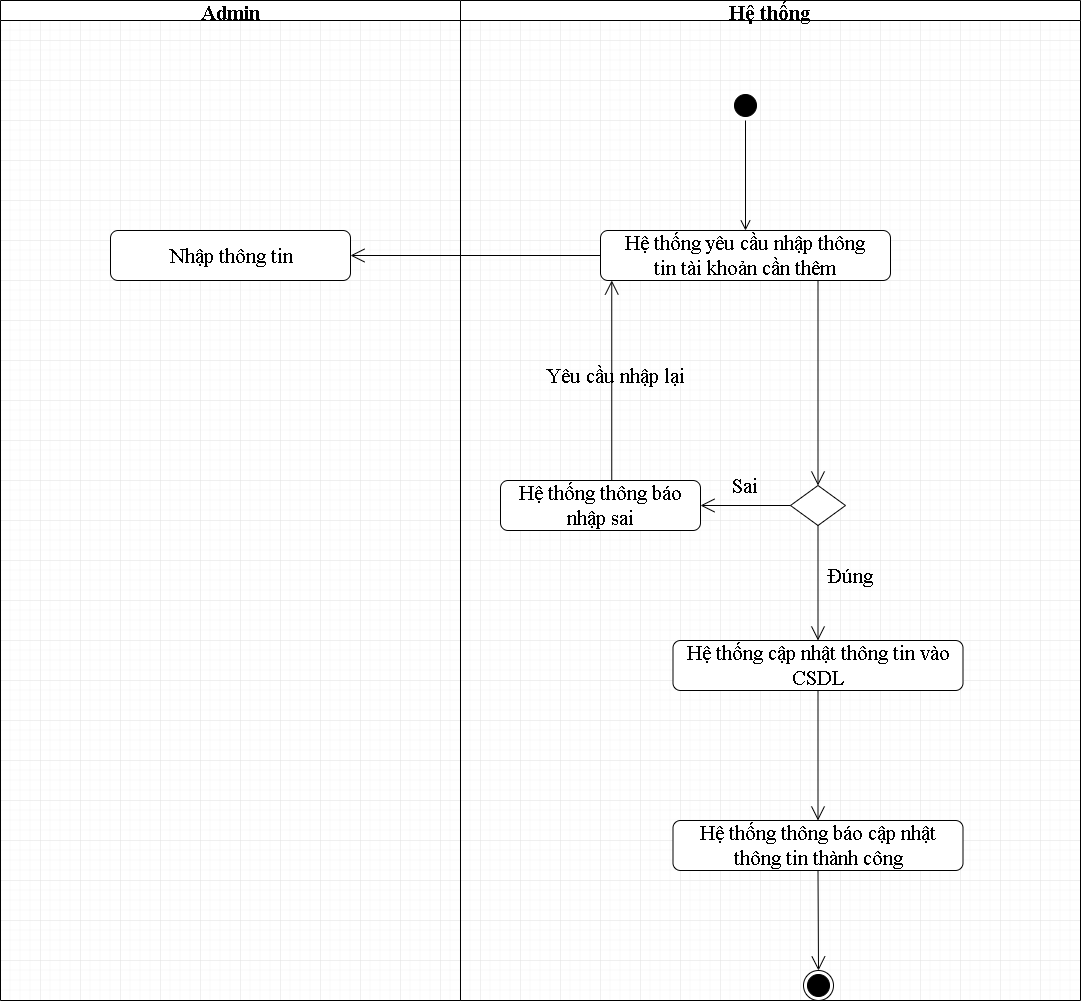 Admin
Hệ thống
Hệ thống yêu cầu nhập thông
tin tài khoản cần thêm
Nhập thông tin
Yêu cầu nhập lại
Sai
Hệ thống thông báo
nhập sai
Đúng
Hệ thống cập nhật thông tin vào
CSDL
Hệ thống thông báo cập nhật
thông tin thành công